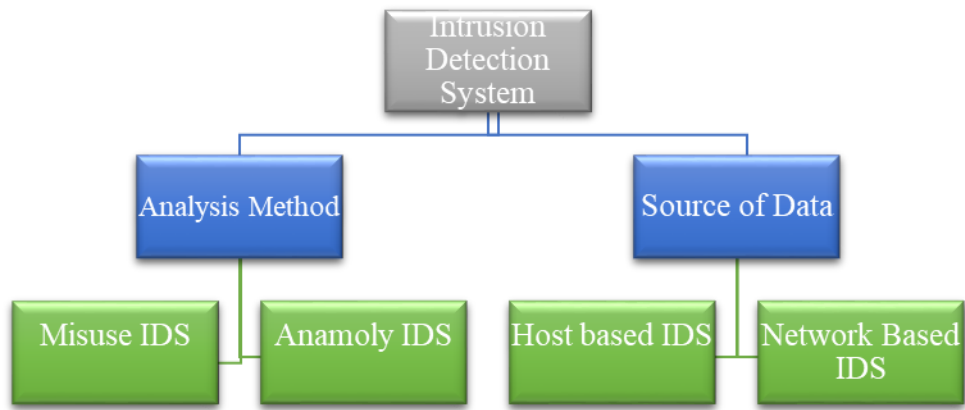 Intrusion
Detection
System
Analysis Method
Source of Data
Misuse IDS
Anamoly IDS
Host based IDS
Network Based
IDS